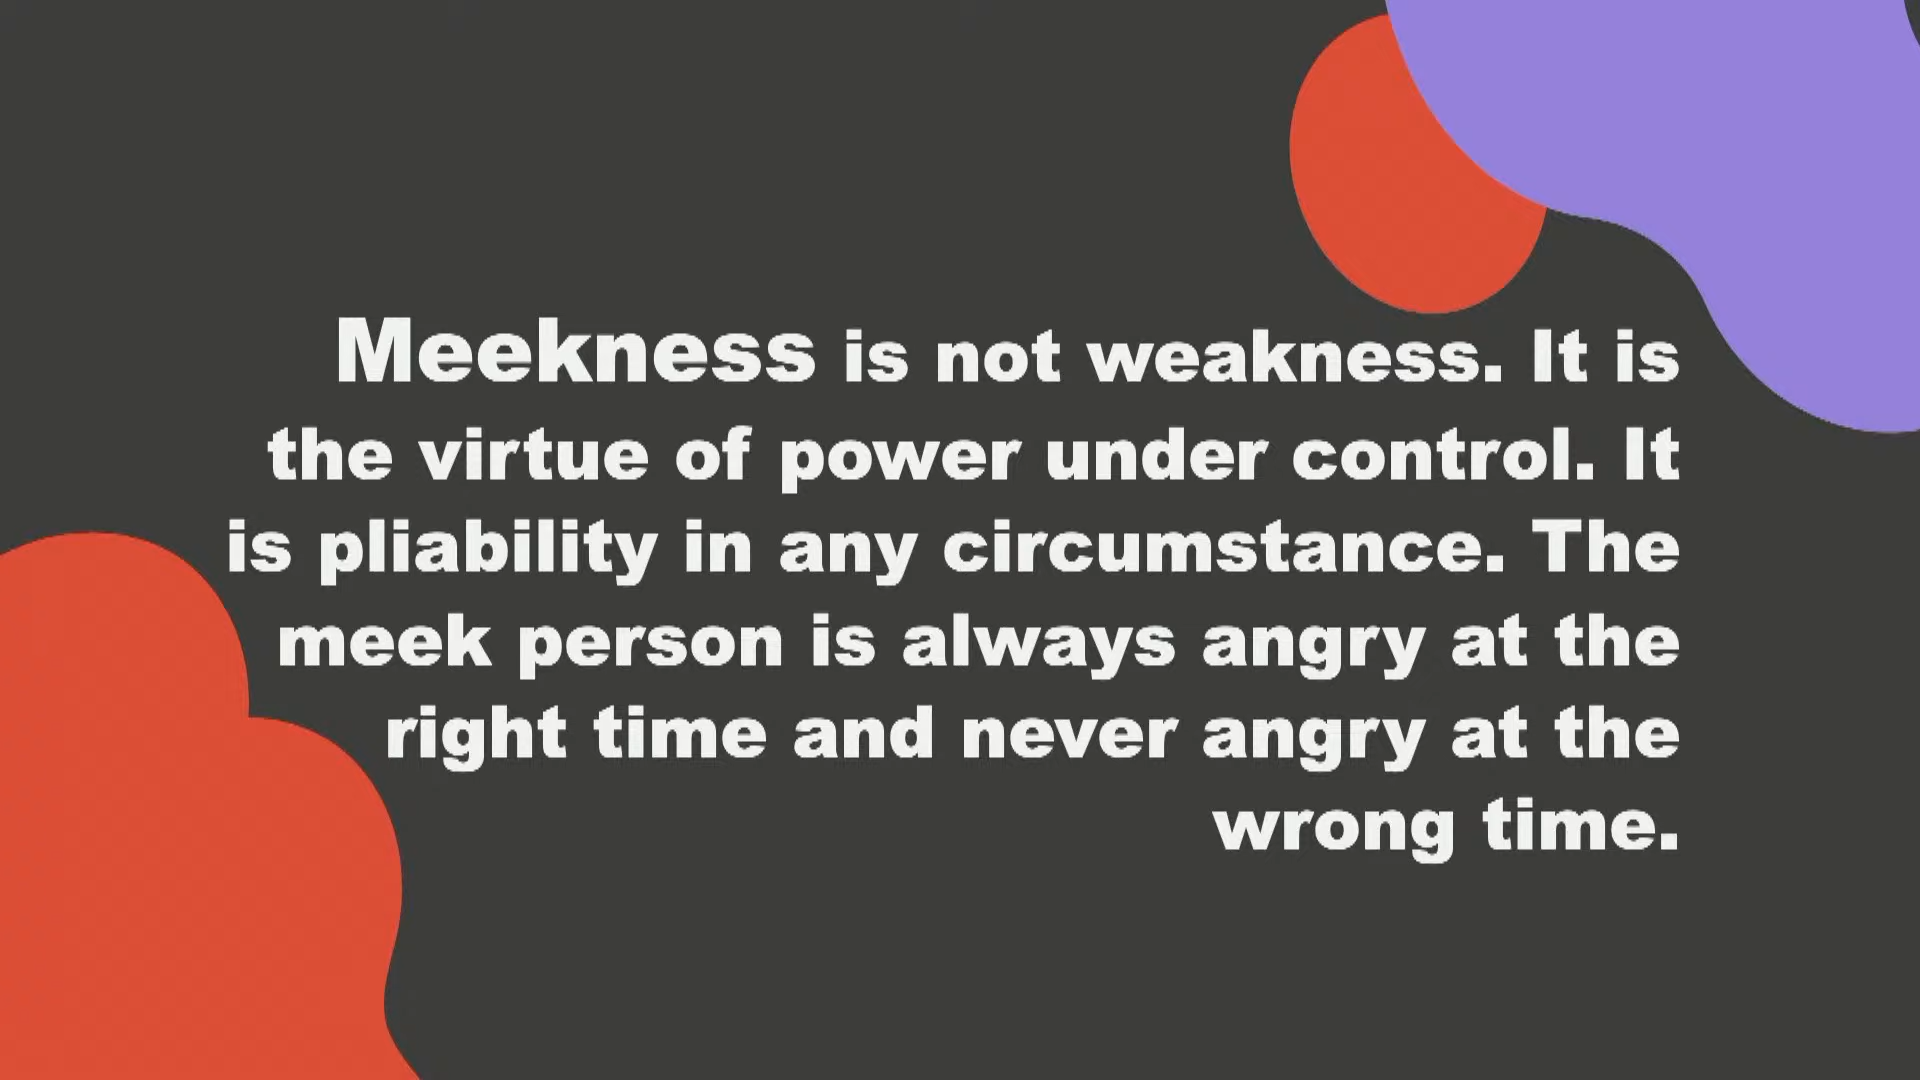 Meekness is not weakness. It is
the virtue of power under control. It
is pliability in any circumstance. The
meek person is always angry at the
right time and never angry at the
wrong time.